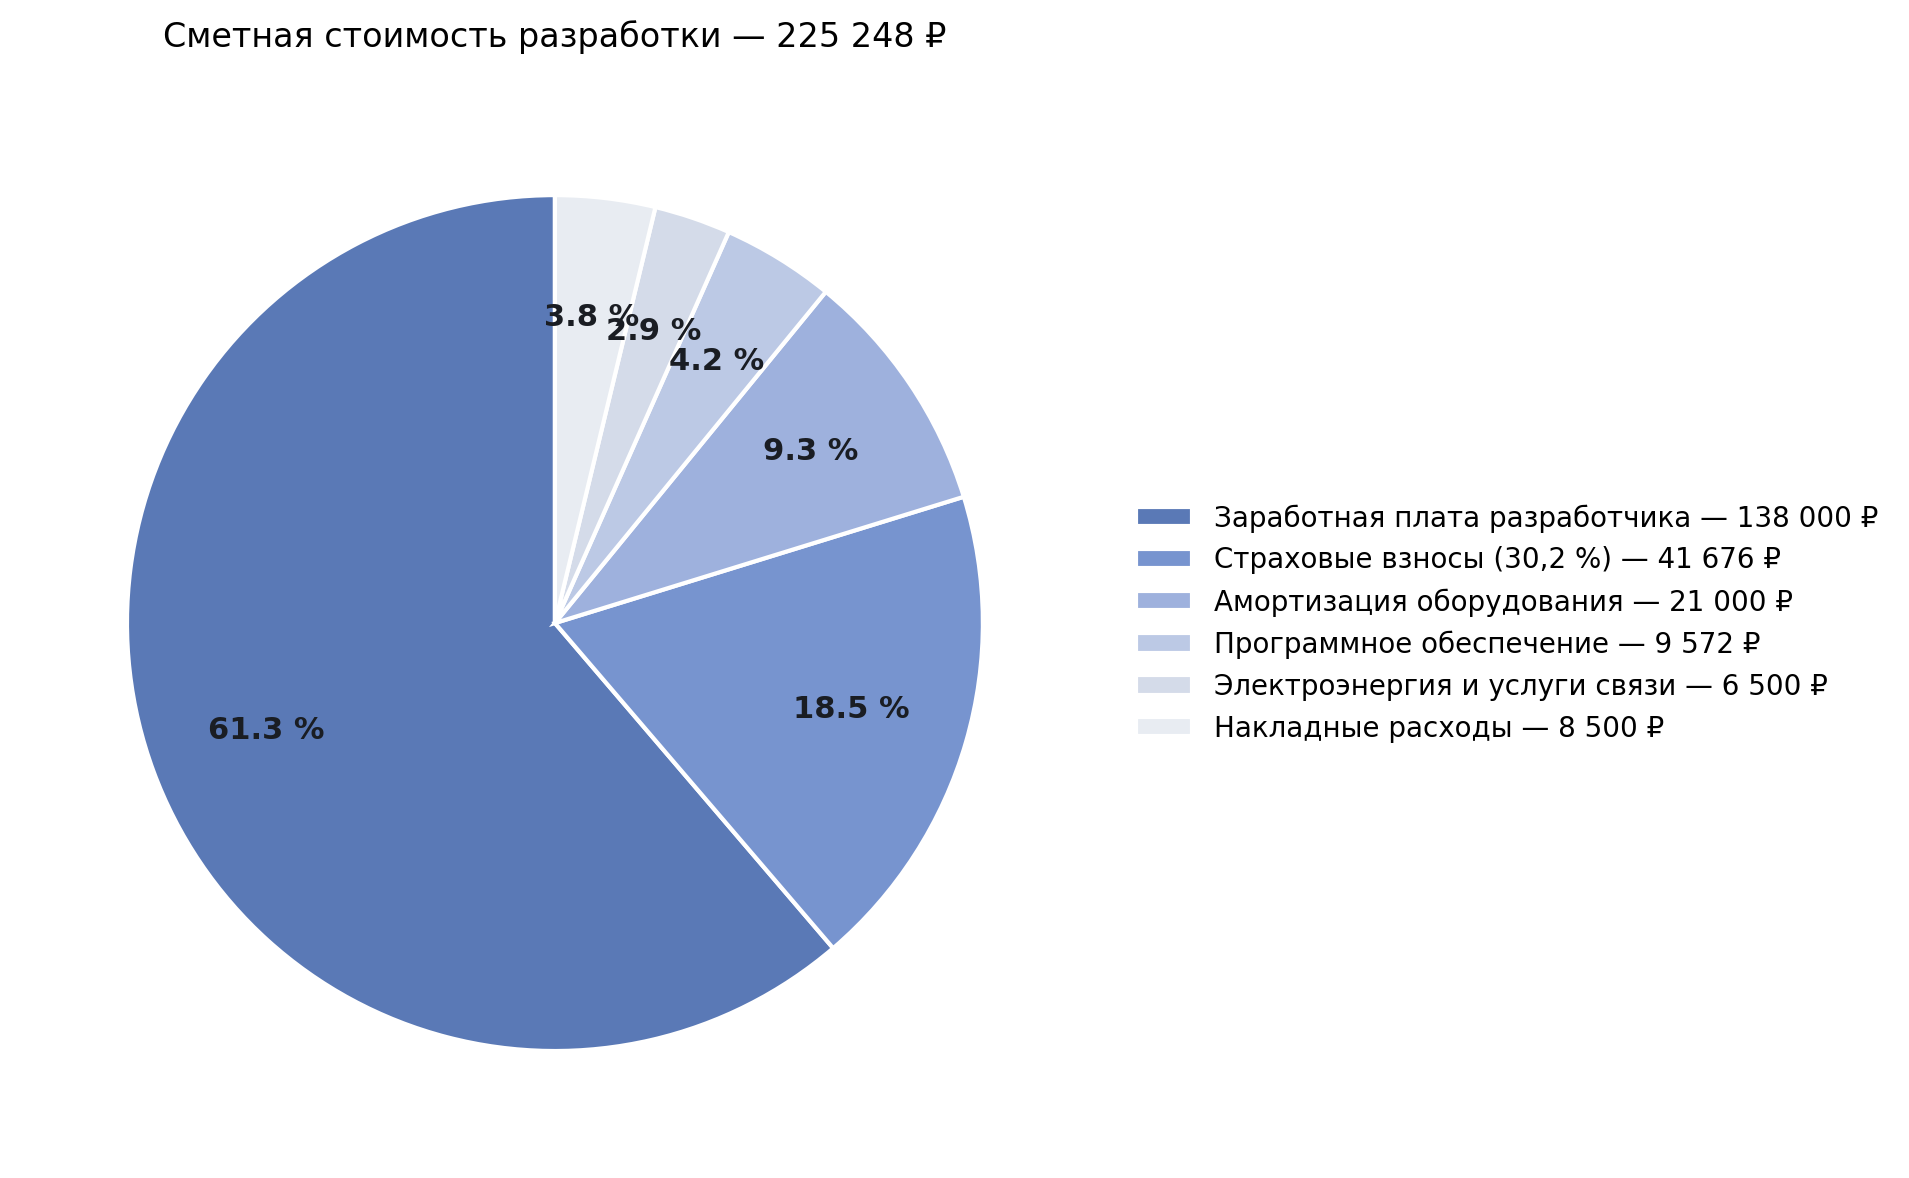 Сметная стоимость разработки — 225 248 ₽
3.8 %
2.9 %
4.2 %
9.3 %
18.5 %
61.3 %
Заработная плата разработчика — 138 000 ₽
Страховые взносы (30,2 %) — 41 676 ₽
Амортизация оборудования — 21 000 ₽
Программное обеспечение — 9 572 ₽
Электроэнергия и услуги связи — 6 500 ₽
Накладные расходы — 8 500 ₽